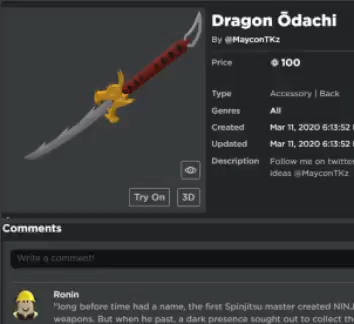 Dragon Ōdachi
By @MayconTKz
Price 100
Type Accessory | Back
Genres All
Created Mar 11, 2020 6:13:52
Updated Mar 11, 2020 6:13:52
Description Follow me on twitter
ideas @MayconTKz
Try On 3D
Comments
Write a comment!
Ronin
"long before time had a name, the first Spinjitsu master created NINJ
weapons. But when he past, a dark presence sought out to collect th